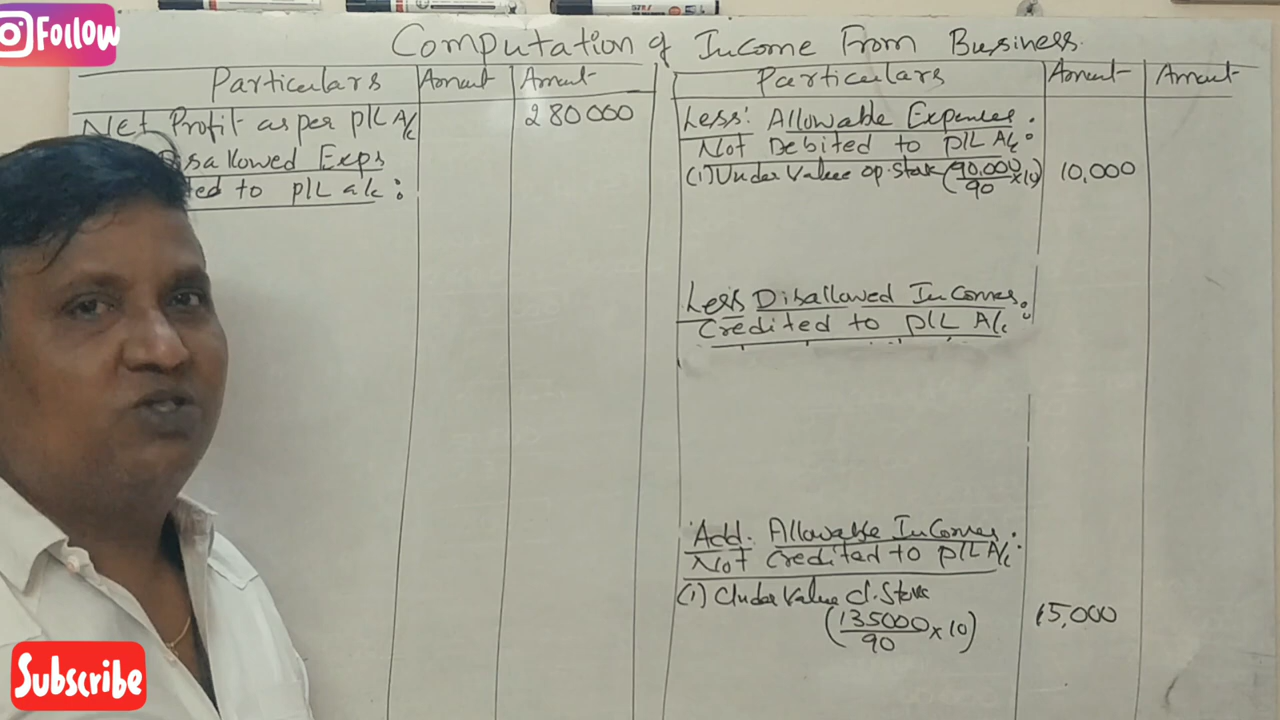 Follow
Computation of Income From Business.
Particulars Amount Amount
Net Profit as per P/L A/c 280000
sallowed Exps
ted to P/L a/c :
Particulars Amount Amount
Less: Allowable Expenses.
Not Debited to P/L A/c:
(1) Under Value op. Stock (90,000/90 x10) 10,000
Less Disallowed Incomes:
Credited to P/L A/c
Add. Allowable Incomes:
Not Credited to P/L A/c
(1) Under Value cl. Stock
(135000/90 x 10) 15,000
Subscribe